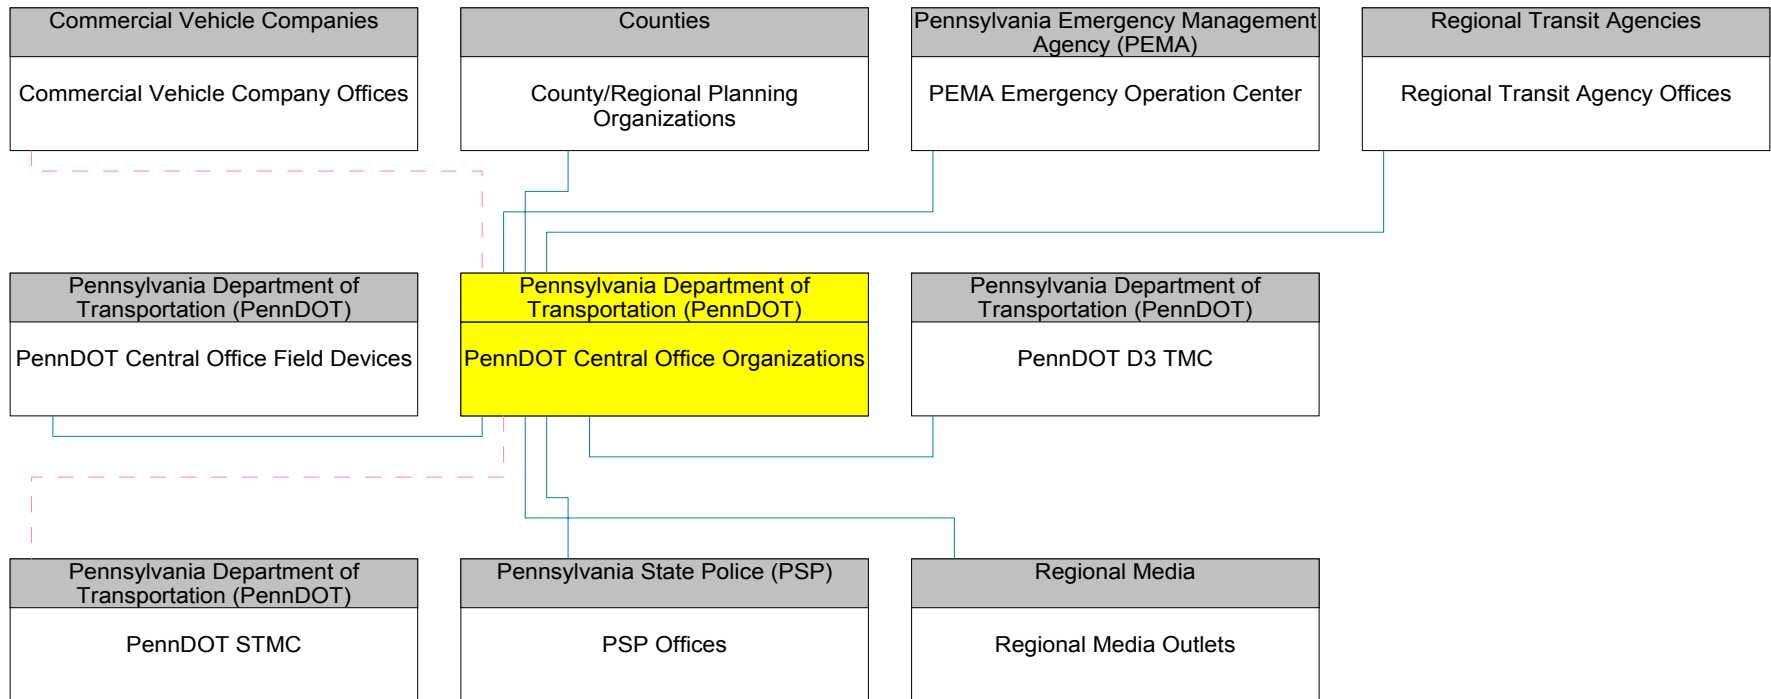 Commercial Vehicle Companies
Commercial Vehicle Company Offices
Counties
County/Regional Planning
Organizations
Pennsylvania Emergency Management
Agency (PEMA)
PEMA Emergency Operation Center
Regional Transit Agencies
Regional Transit Agency Offices
Pennsylvania Department of
Transportation (PennDOT)
PennDOT Central Office Field Devices
Pennsylvania Department of
Transportation (PennDOT)
PennDOT Central Office Organizations
Pennsylvania Department of
Transportation (PennDOT)
PennDOT D3 TMC
Pennsylvania Department of
Transportation (PennDOT)
PennDOT STMC
Pennsylvania State Police (PSP)
PSP Offices
Regional Media
Regional Media Outlets